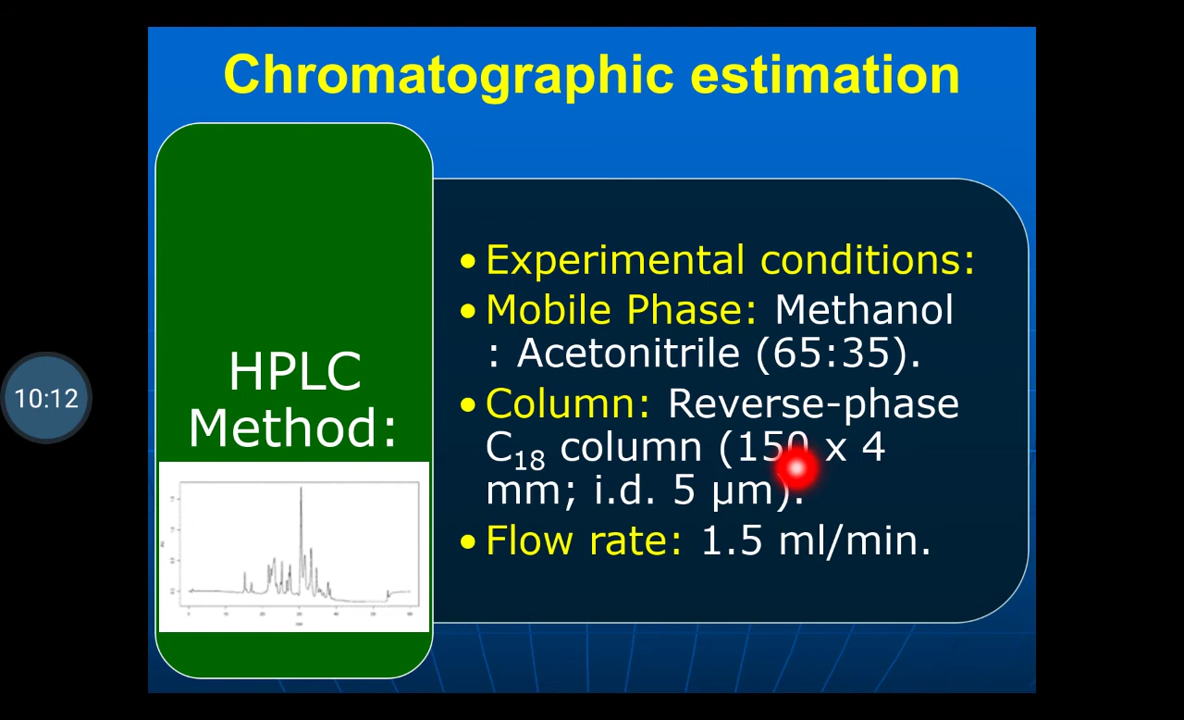 Chromatographic estimation
HPLC
Method:
• Experimental conditions:
• Mobile Phase: Methanol
: Acetonitrile (65:35).
• Column: Reverse-phase
C₁₈ column (150 x 4
mm; i.d. 5 µm).
• Flow rate: 1.5 ml/min.
10:12